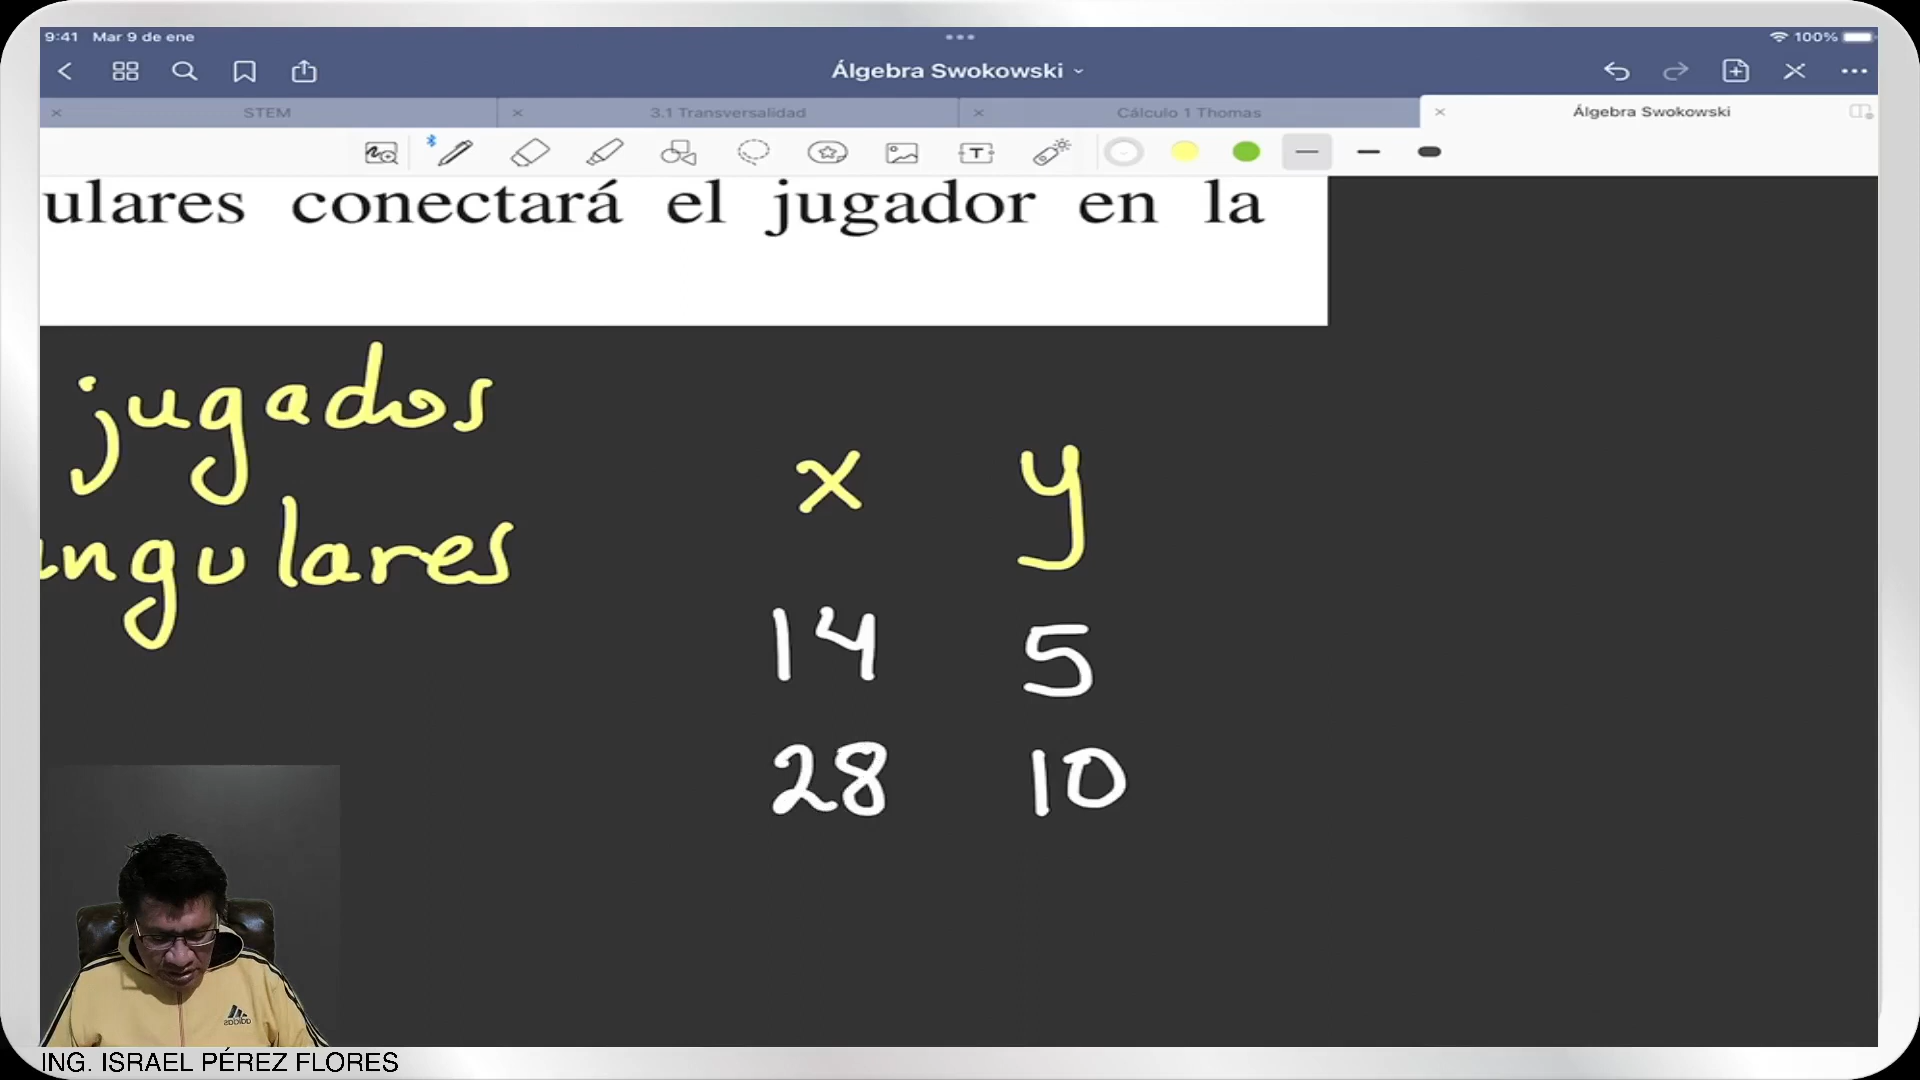 9:41 Mar 9 de ene
100%
Álgebra Swokowski
STEM
3.1 Transversalidad
Cálculo 1 Thomas
Álgebra Swokowski
ulares conectará el jugador en la
jugados
ngulares
x y
14 5
28 10
adidas
ING. ISRAEL PÉREZ FLORES